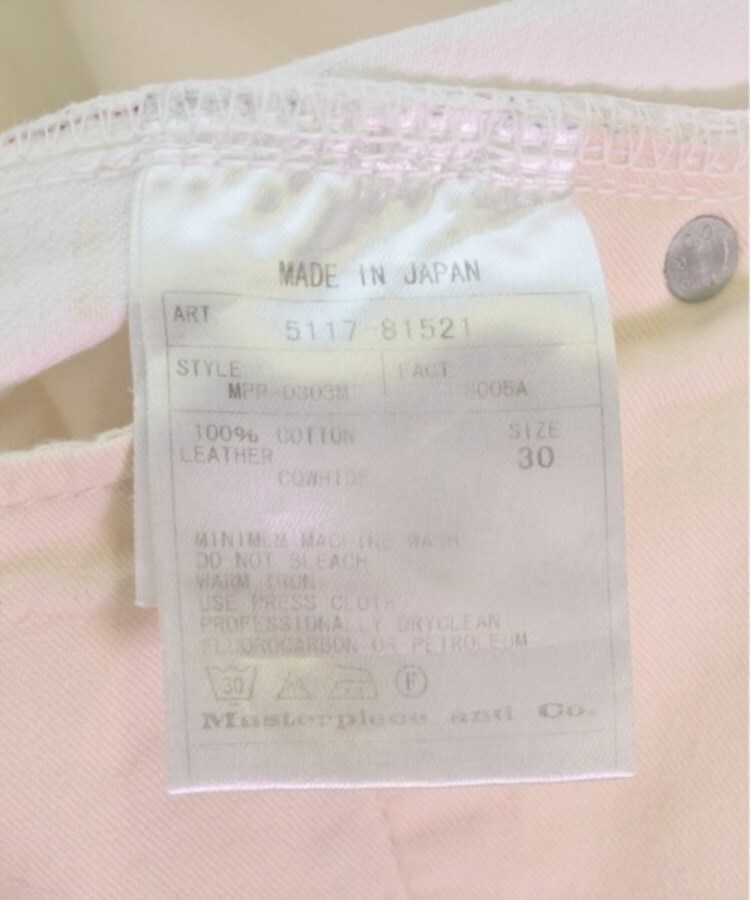 MADE IN JAPAN
ART 5117 81521
STYLE FACT
MPP-0303M 8005A
100% COTTON SIZE
LEATHER 30
COWHIDE
MINIMUM MACHINE WASH
DO NOT BLEACH
WARM IRON
USE PRESS CLOTH
PROFESSIONALLY DRYCLEAN
FLUOROCARBON OR PETROLEUM
30 F
Masterpiece and Co.